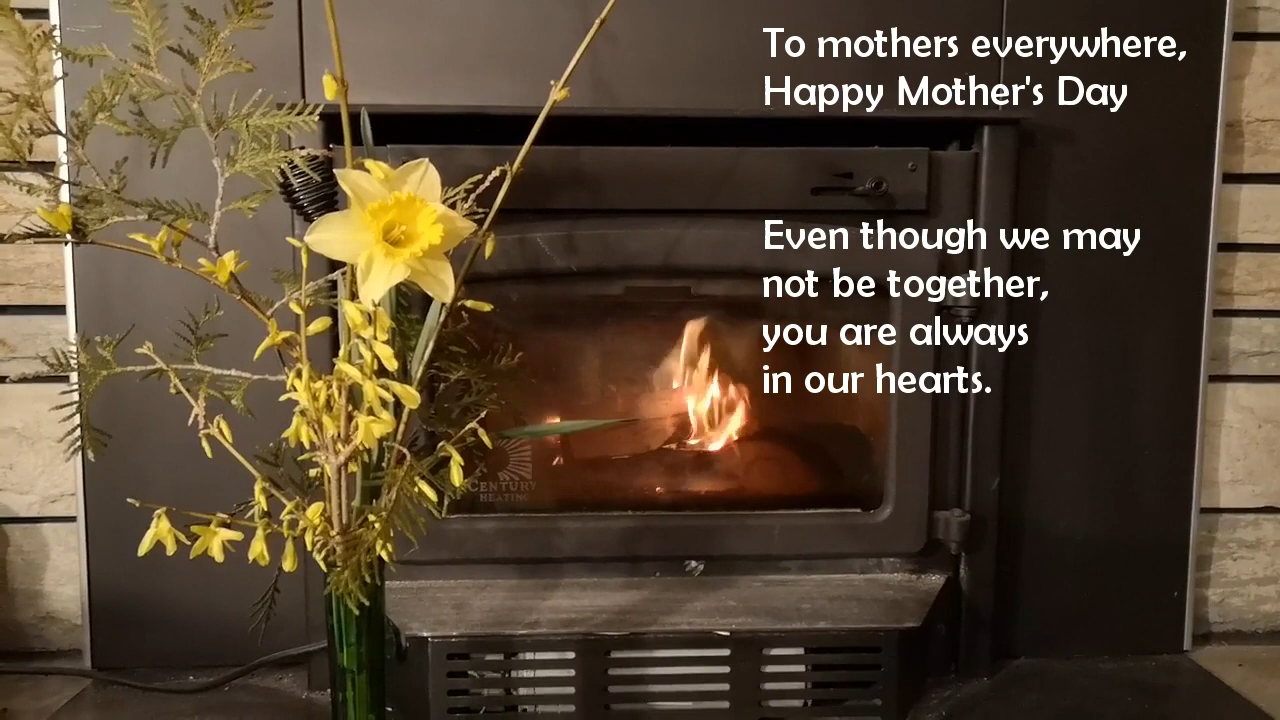 To mothers everywhere,
Happy Mother's Day
Even though we may
not be together,
you are always
in our hearts.
CENTURY
HEATING